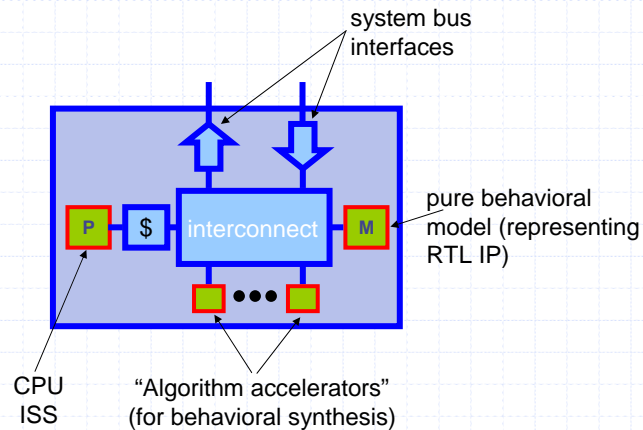 system bus
interfaces
P
$
interconnect
M
pure behavioral
model (representing
RTL IP)
CPU
ISS
“Algorithm accelerators”
(for behavioral synthesis)